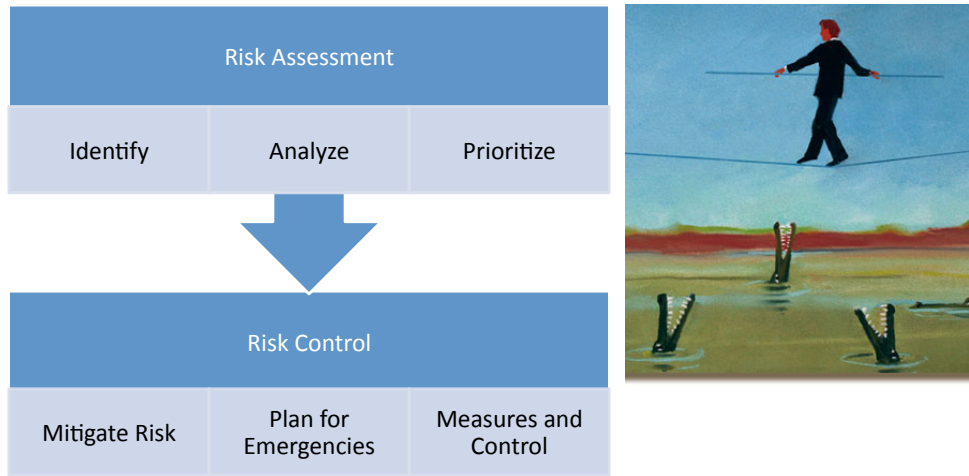 Risk Assessment
Identify
Analyze
Prioritize
Risk Control
Mitigate Risk
Plan for
Emergencies
Measures and
Control